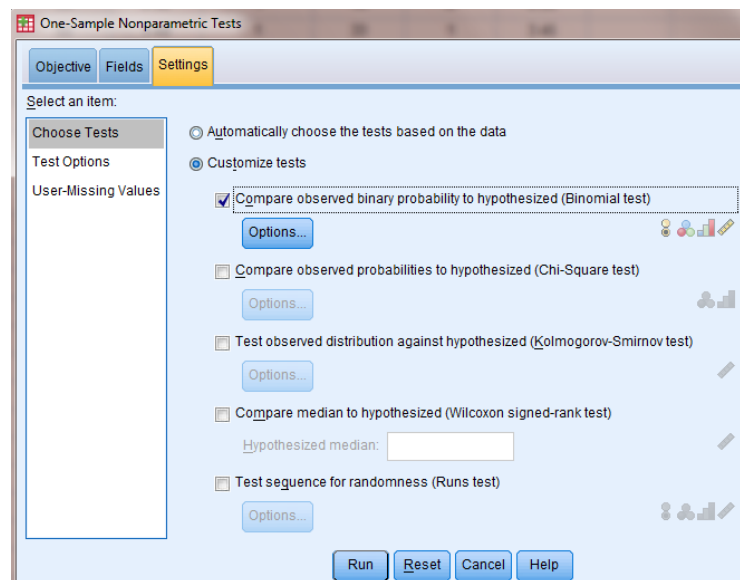 One-Sample Nonparametric Tests
Objective Fields Settings
Select an item:
Choose Tests
Test Options
User-Missing Values
Automatically choose the tests based on the data
Customize tests
Compare observed binary probability to hypothesized (Binomial test)
Options...
Compare observed probabilities to hypothesized (Chi-Square test)
Options...
Test observed distribution against hypothesized (Kolmogorov-Smirnov test)
Options...
Compare median to hypothesized (Wilcoxon signed-rank test)
Hypothesized median:
Test sequence for randomness (Runs test)
Options...
Run Reset Cancel Help